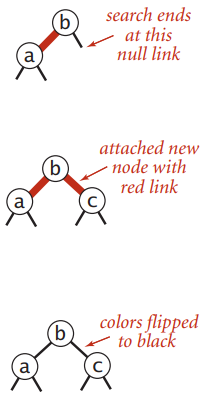 b
search ends
at this
null link
a
attached new
node with
red link
b
a
c
colors flipped
to black
b
a
c